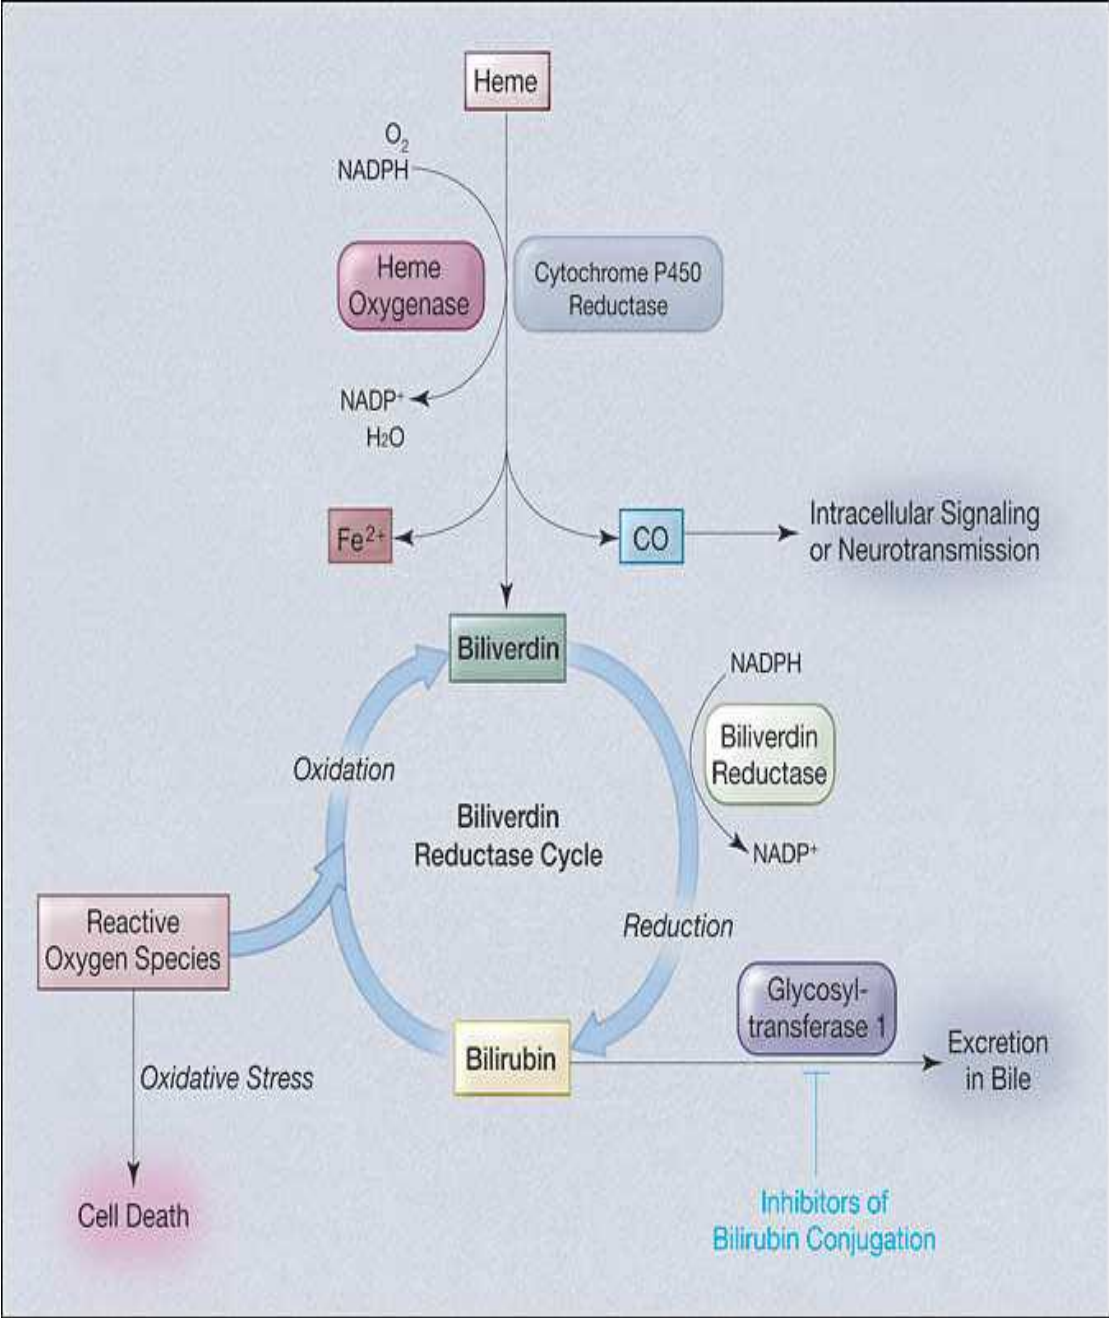 Heme
O₂
NADPH
Heme
Oxygenase
Cytochrome P450
Reductase
NADP⁺
H₂O
Fe²⁺
CO
Intracellular Signaling
or Neurotransmission
Biliverdin
NADPH
Biliverdin
Reductase
NADP⁺
Oxidation
Biliverdin
Reductase Cycle
Reduction
Reactive
Oxygen Species
Glycosyl-
transferase 1
Bilirubin
Excretion
in Bile
Oxidative Stress
Cell Death
Inhibitors of
Bilirubin Conjugation